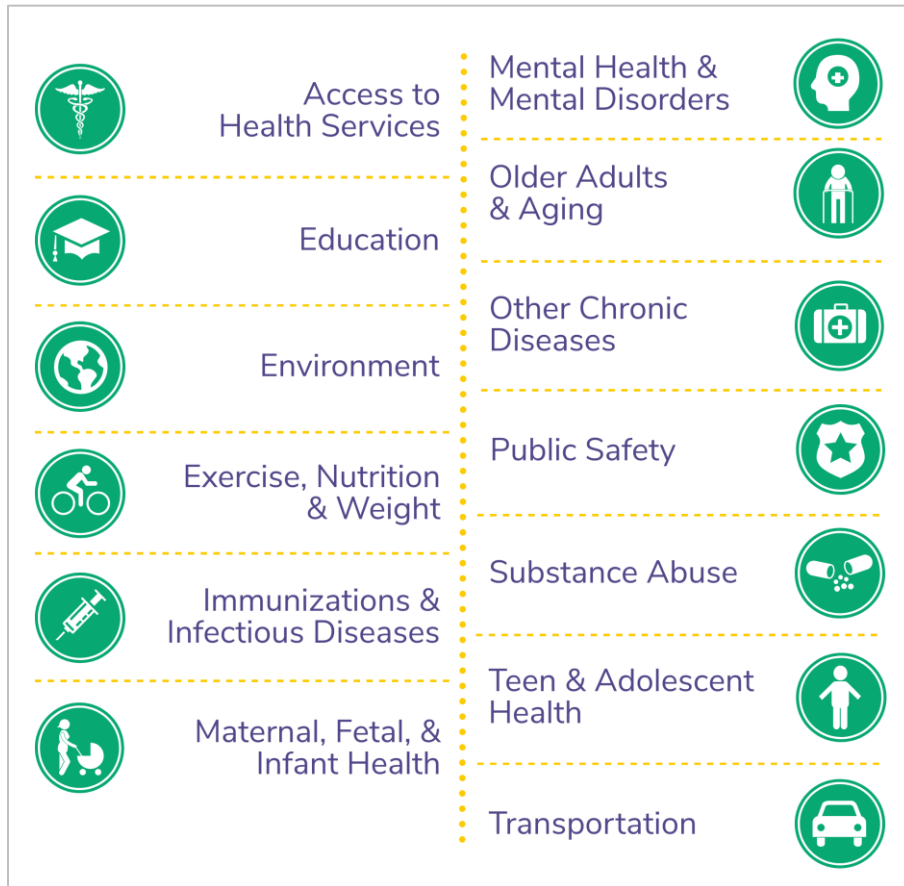 Access to
Health Services
Education
Environment
Exercise, Nutrition
& Weight
Immunizations &
Infectious Diseases
Maternal, Fetal, &
Infant Health
Mental Health &
Mental Disorders
Older Adults
& Aging
Other Chronic
Diseases
Public Safety
Substance Abuse
Teen & Adolescent
Health
Transportation